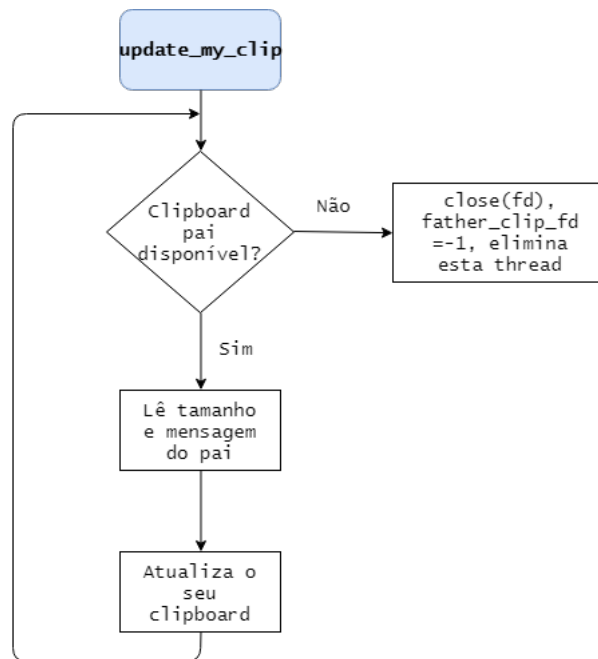 update_my_clip
Clipboard
pai
disponível?
Não
close(fd),
father_clip_fd
=-1, elimina
esta thread
Sim
Lê tamanho
e mensagem
do pai
Atualiza o
seu
clipboard